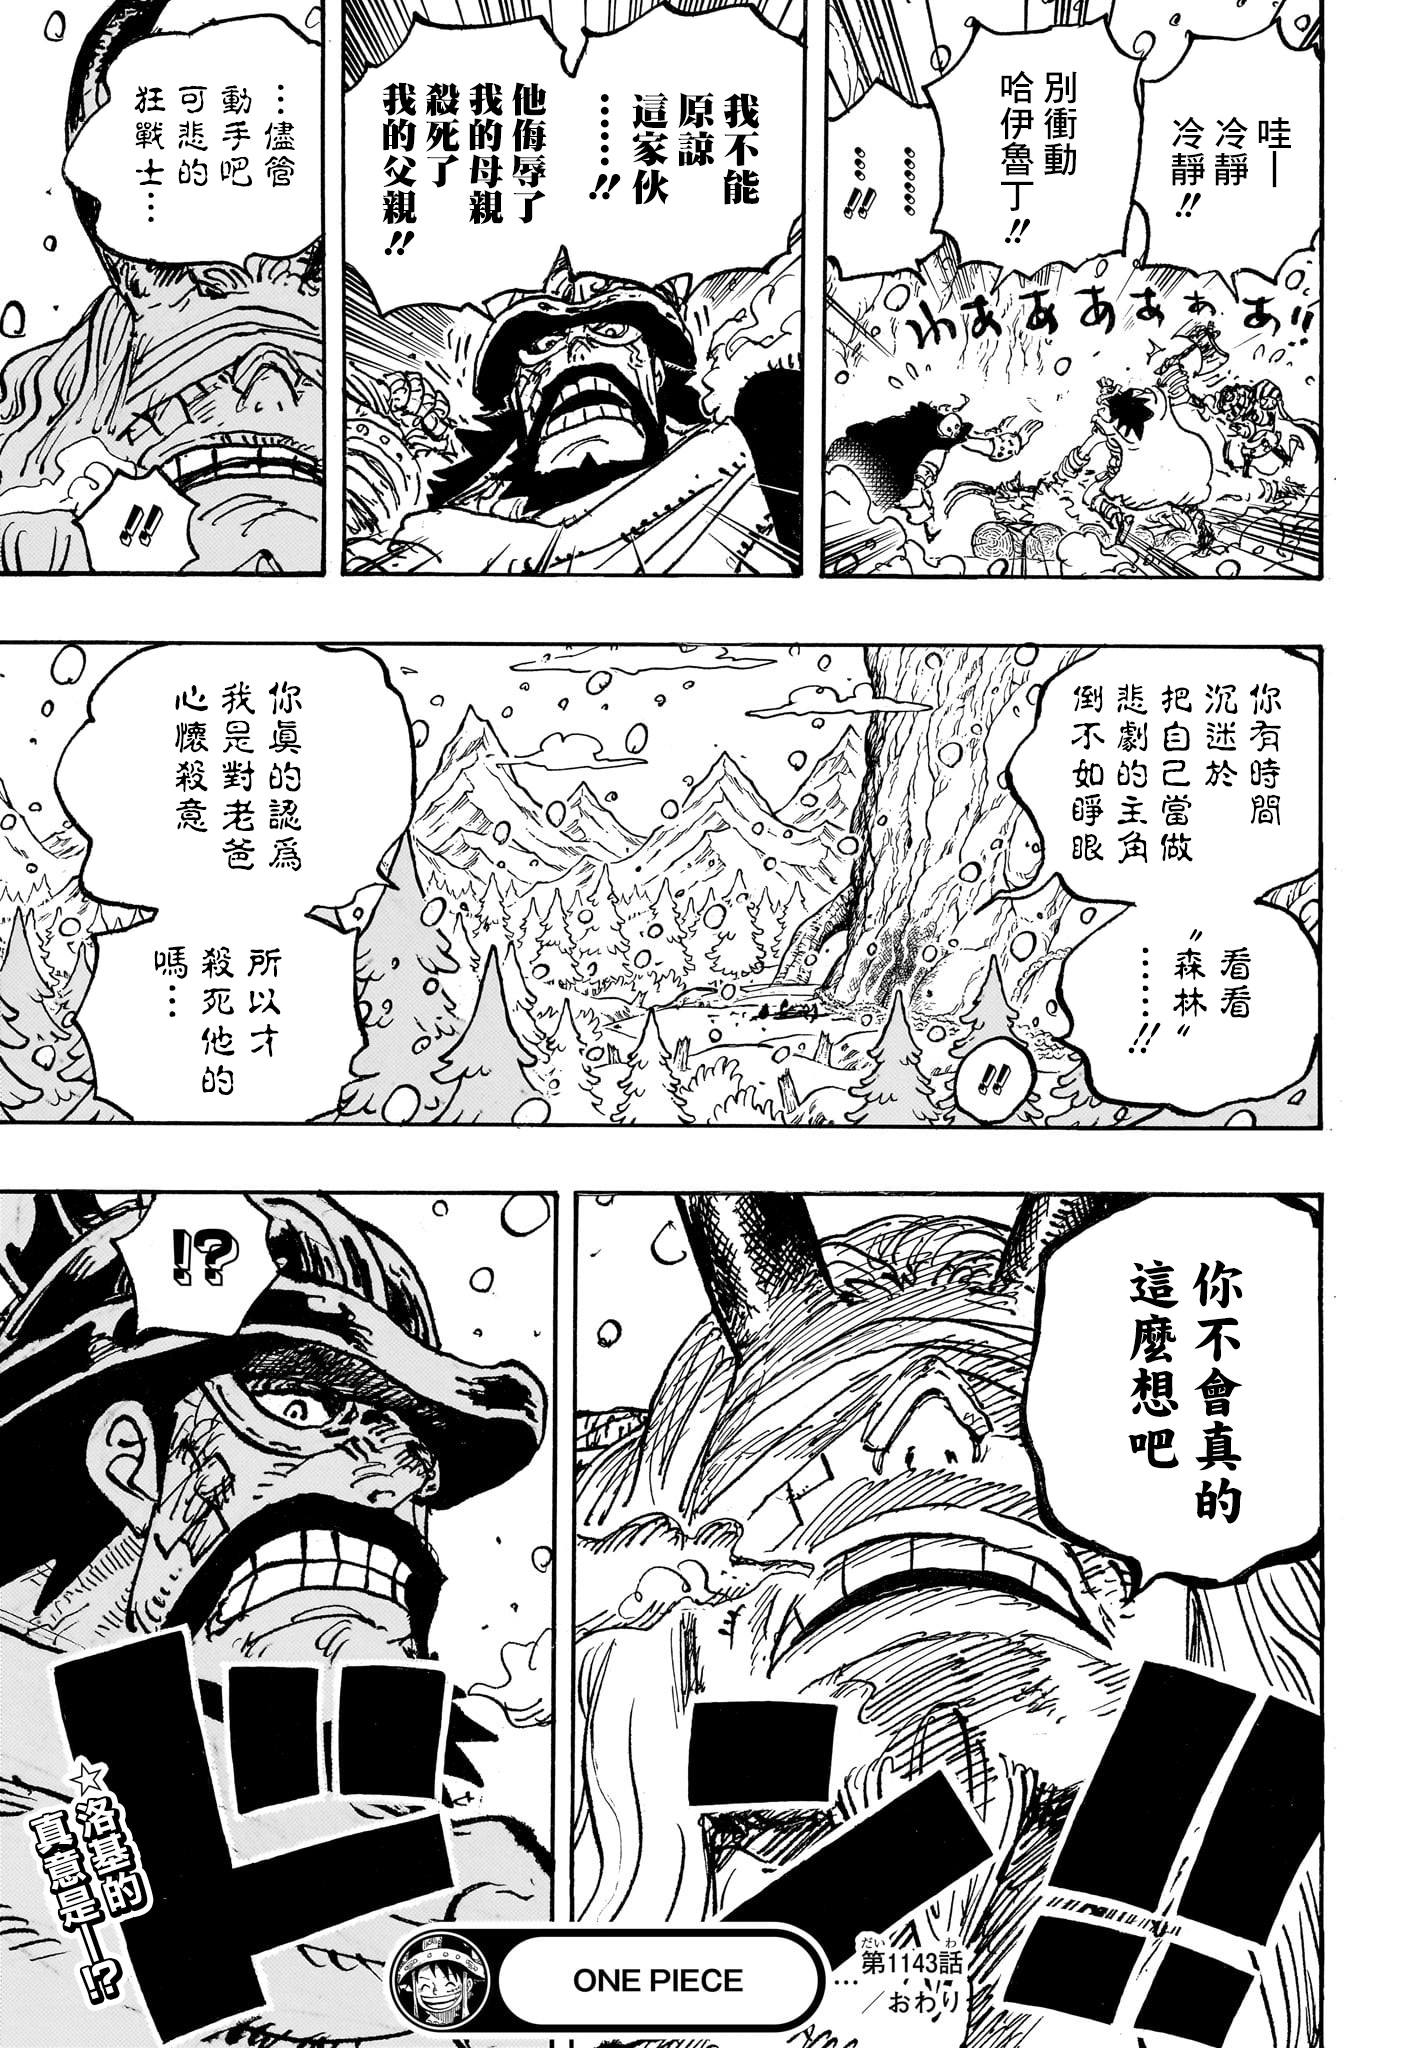 哇——
冷靜
冷靜!!
別衝動
哈伊魯丁!!
⋯⋯⋯
⋯⋯!!
わああああぁぁあ!!
我不能
原諒
這家伙
⋯⋯⋯!!
他侮辱了
我的母親
殺死了
我的父親!!
⋯儘管
動手吧
可悲的
狂戰士⋯
!!
你有時間
沉迷於
把自己當做
悲劇的主角
倒不如睜眼
看看
〝森林〟
⋯⋯⋯!!
!!
你真的認為
我是對老爸
心懷殺意
所以才
殺死他的
嗎⋯
你不會真的
這麼想吧
!?
ドン!!
☆洛基的
真意是——!?
ONE PIECE
第1143話
だい わ
⋯／おわり